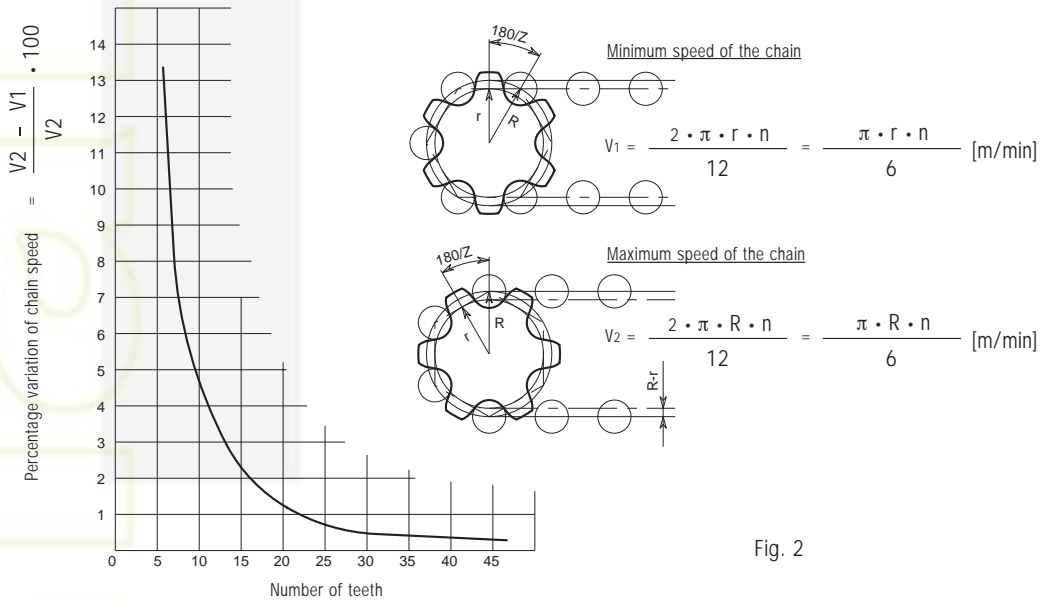 Percentage variation of chain speed = V2 – V1 / V2 • 100
14
13
12
11
10
9
8
7
6
5
4
3
2
1
0 5 10 15 20 25 30 35 40 45
Number of teeth
180/Z
r
R
Minimum speed of the chain
V1 = 2 • π • r • n / 12 = π • r • n / 6 [m/min]
180/Z
r
R
R-r
Maximum speed of the chain
V2 = 2 • π • R • n / 12 = π • R • n / 6 [m/min]
Fig. 2